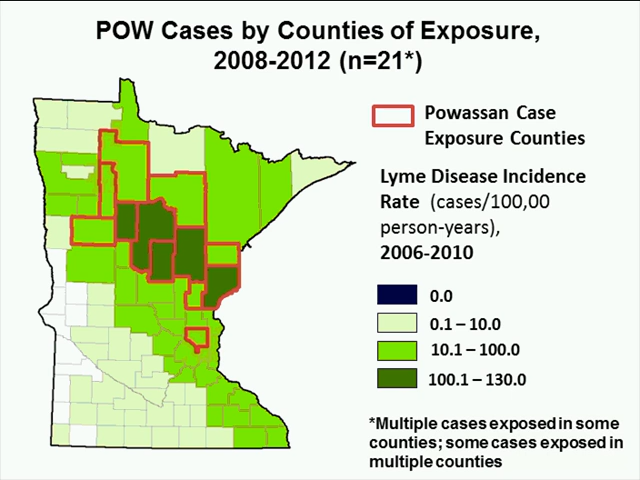 POW Cases by Counties of Exposure,
2008-2012 (n=21*)
Powassan Case
Exposure Counties
Lyme Disease Incidence
Rate (cases/100,00
person-years),
2006-2010
0.0
0.1 – 10.0
10.1 – 100.0
100.1 – 130.0
*Multiple cases exposed in some
counties; some cases exposed in
multiple counties